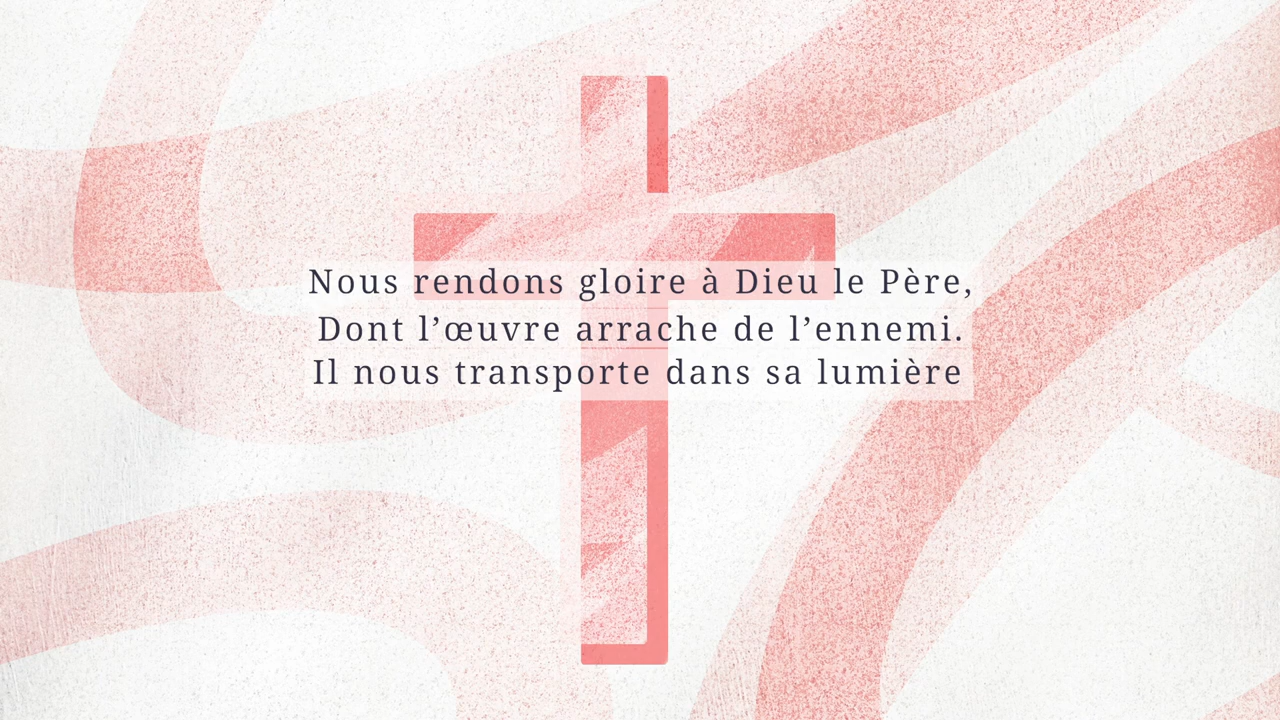 Nous rendons gloire à Dieu le Père,
Dont l’œuvre arrache de l’ennemi.
Il nous transporte dans sa lumière